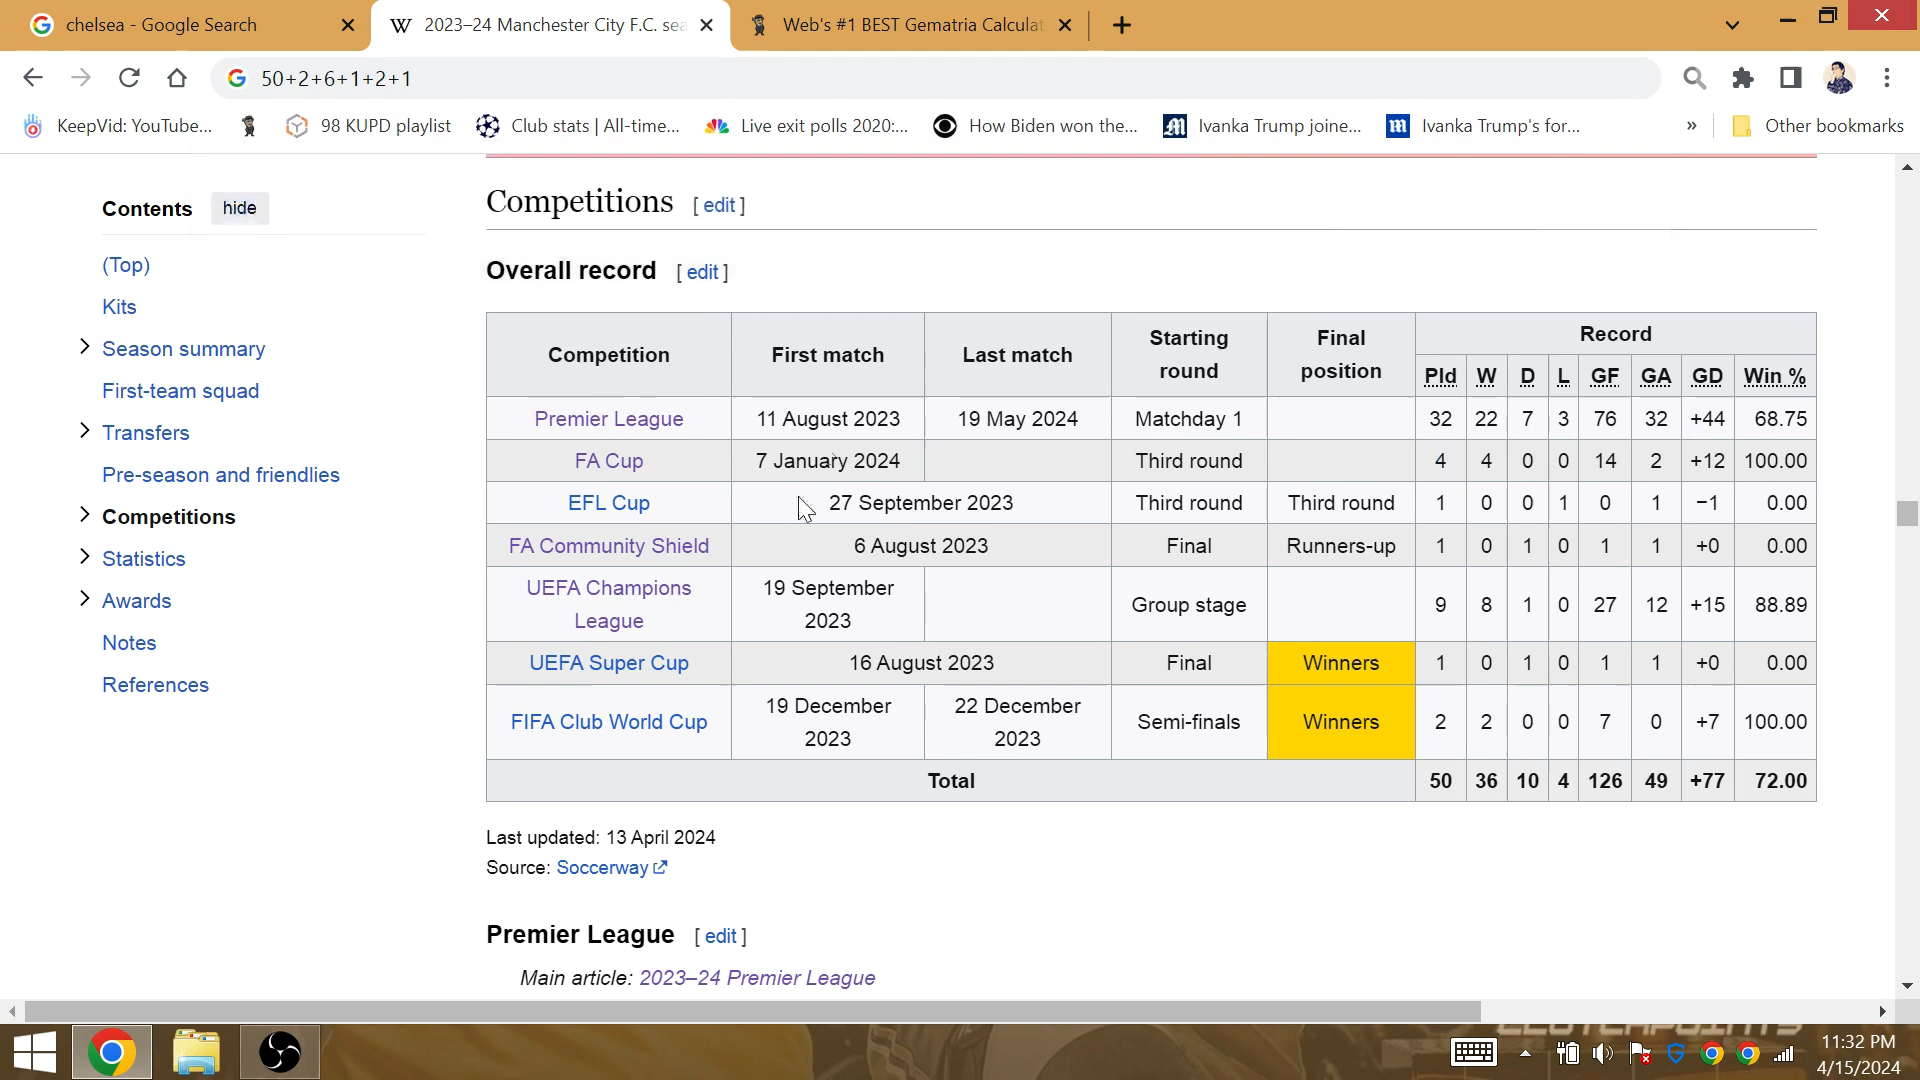 chelsea - Google Search
2023–24 Manchester City F.C. sea
Web's #1 BEST Gematria Calculat
50+2+6+1+2+1
KeepVid: YouTube...
98 KUPD playlist
Club stats | All-time...
Live exit polls 2020:...
How Biden won the...
Ivanka Trump joine...
Ivanka Trump's for...
»
Other bookmarks
Contents hide
(Top)
Kits
Season summary
First-team squad
Transfers
Pre-season and friendlies
Competitions
Statistics
Awards
Notes
References
Competitions [ edit ]
Overall record [ edit ]
Competition First match Last match Starting round Final position Record
Pld W D L GF GA GD Win %
Premier League 11 August 2023 19 May 2024 Matchday 1 32 22 7 3 76 32 +44 68.75
FA Cup 7 January 2024 Third round 4 4 0 0 14 2 +12 100.00
EFL Cup 27 September 2023 Third round Third round 1 0 0 1 0 1 −1 0.00
FA Community Shield 6 August 2023 Final Runners-up 1 0 1 0 1 1 +0 0.00
UEFA Champions League 19 September 2023 Group stage 9 8 1 0 27 12 +15 88.89
UEFA Super Cup 16 August 2023 Final Winners 1 0 1 0 1 1 +0 0.00
FIFA Club World Cup 19 December 2023 22 December 2023 Semi-finals Winners 2 2 0 0 7 0 +7 100.00
Total 50 36 10 4 126 49 +77 72.00
Last updated: 13 April 2024
Source: Soccerway
Premier League [ edit ]
Main article: 2023–24 Premier League
11:32 PM
4/15/2024